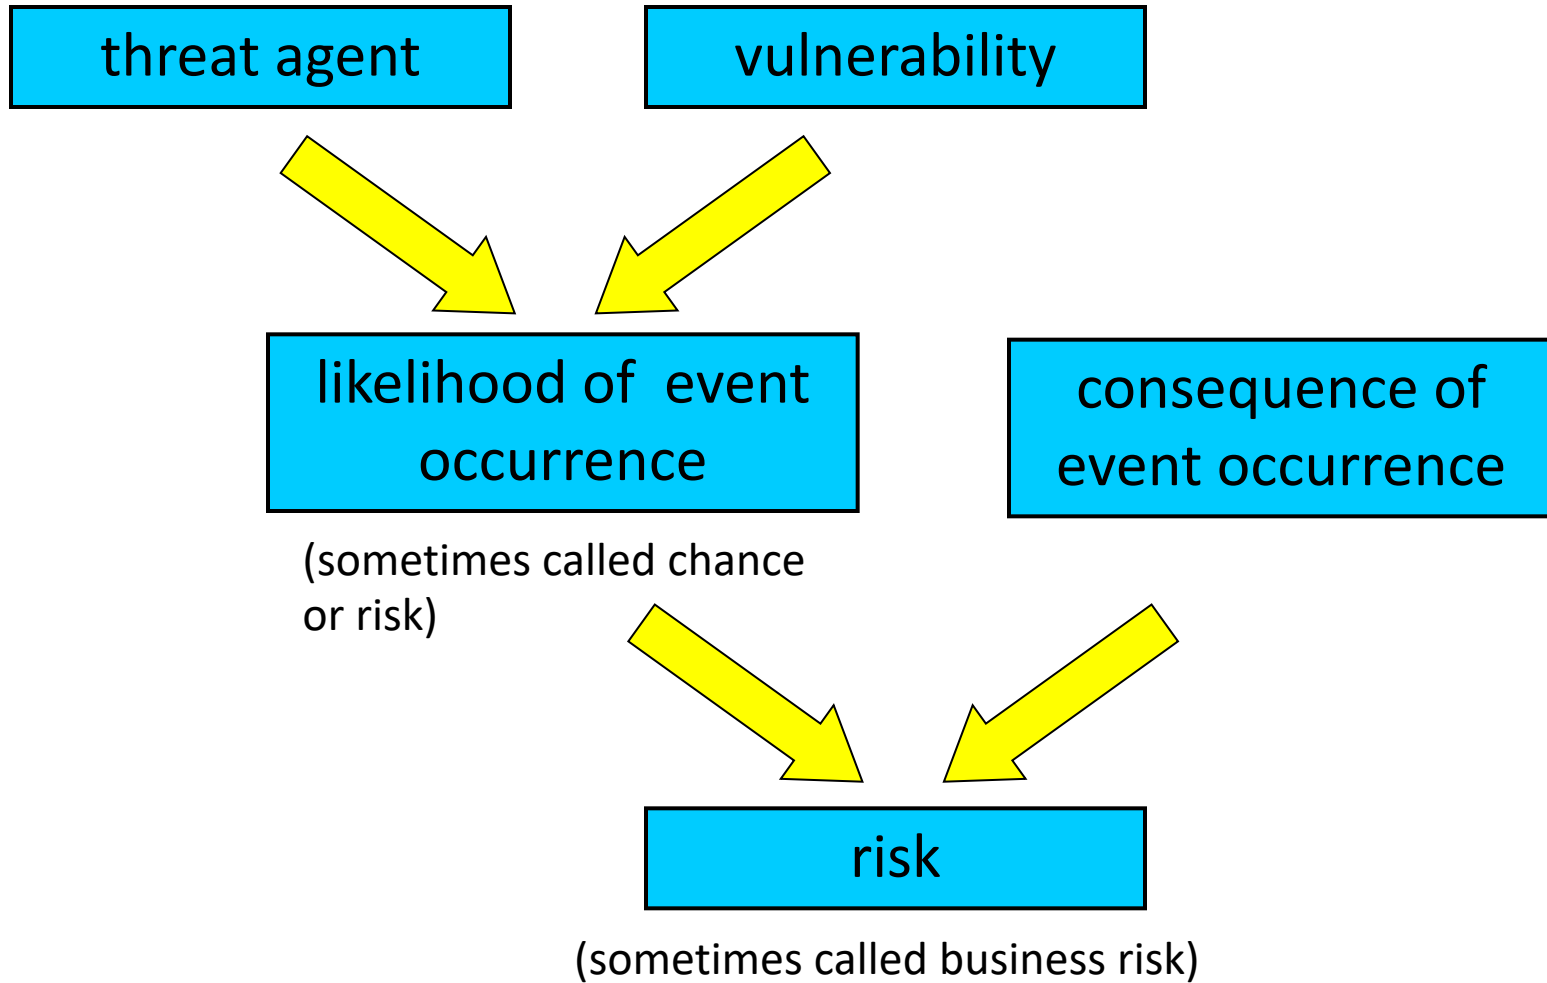 threat agent
vulnerability
likelihood of  event
occurrence
consequence of
event occurrence
(sometimes called chance
or risk)
risk
(sometimes called business risk)